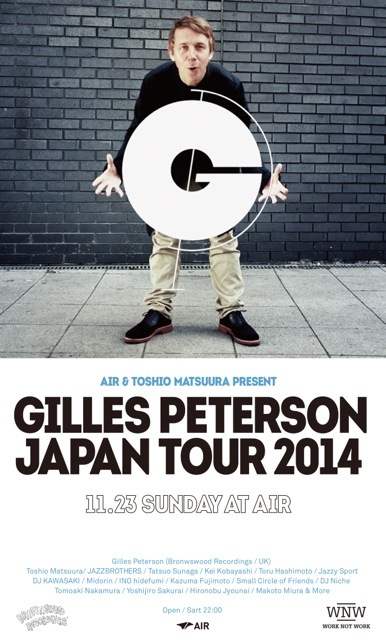 G
AIR & TOSHIO MATSUURA PRESENT
GILLES PETERSON
JAPAN TOUR 2014
11.23 SUNDAY AT AIR
Gilles Peterson (Bronwswood Recordings / UK)
Toshio Matsuura/ JAZZBROTHERS / Tatsuo Sunaga / Kei Kobayashi / Toru Hashimoto / Jazzy Sport
DJ KAWASAKI / Midorin / INO hidefumi / Kazuma Fujimoto / Small Circle of Friends / DJ Niche
Tomoaki Nakamura / Yoshijiro Sakurai / Hironobu Jyounai / Makoto Miura & More
Open / Sart 22:00
BROWNSWOOD
RECORDINGS
AIR
WNW
WORK NOT WORK